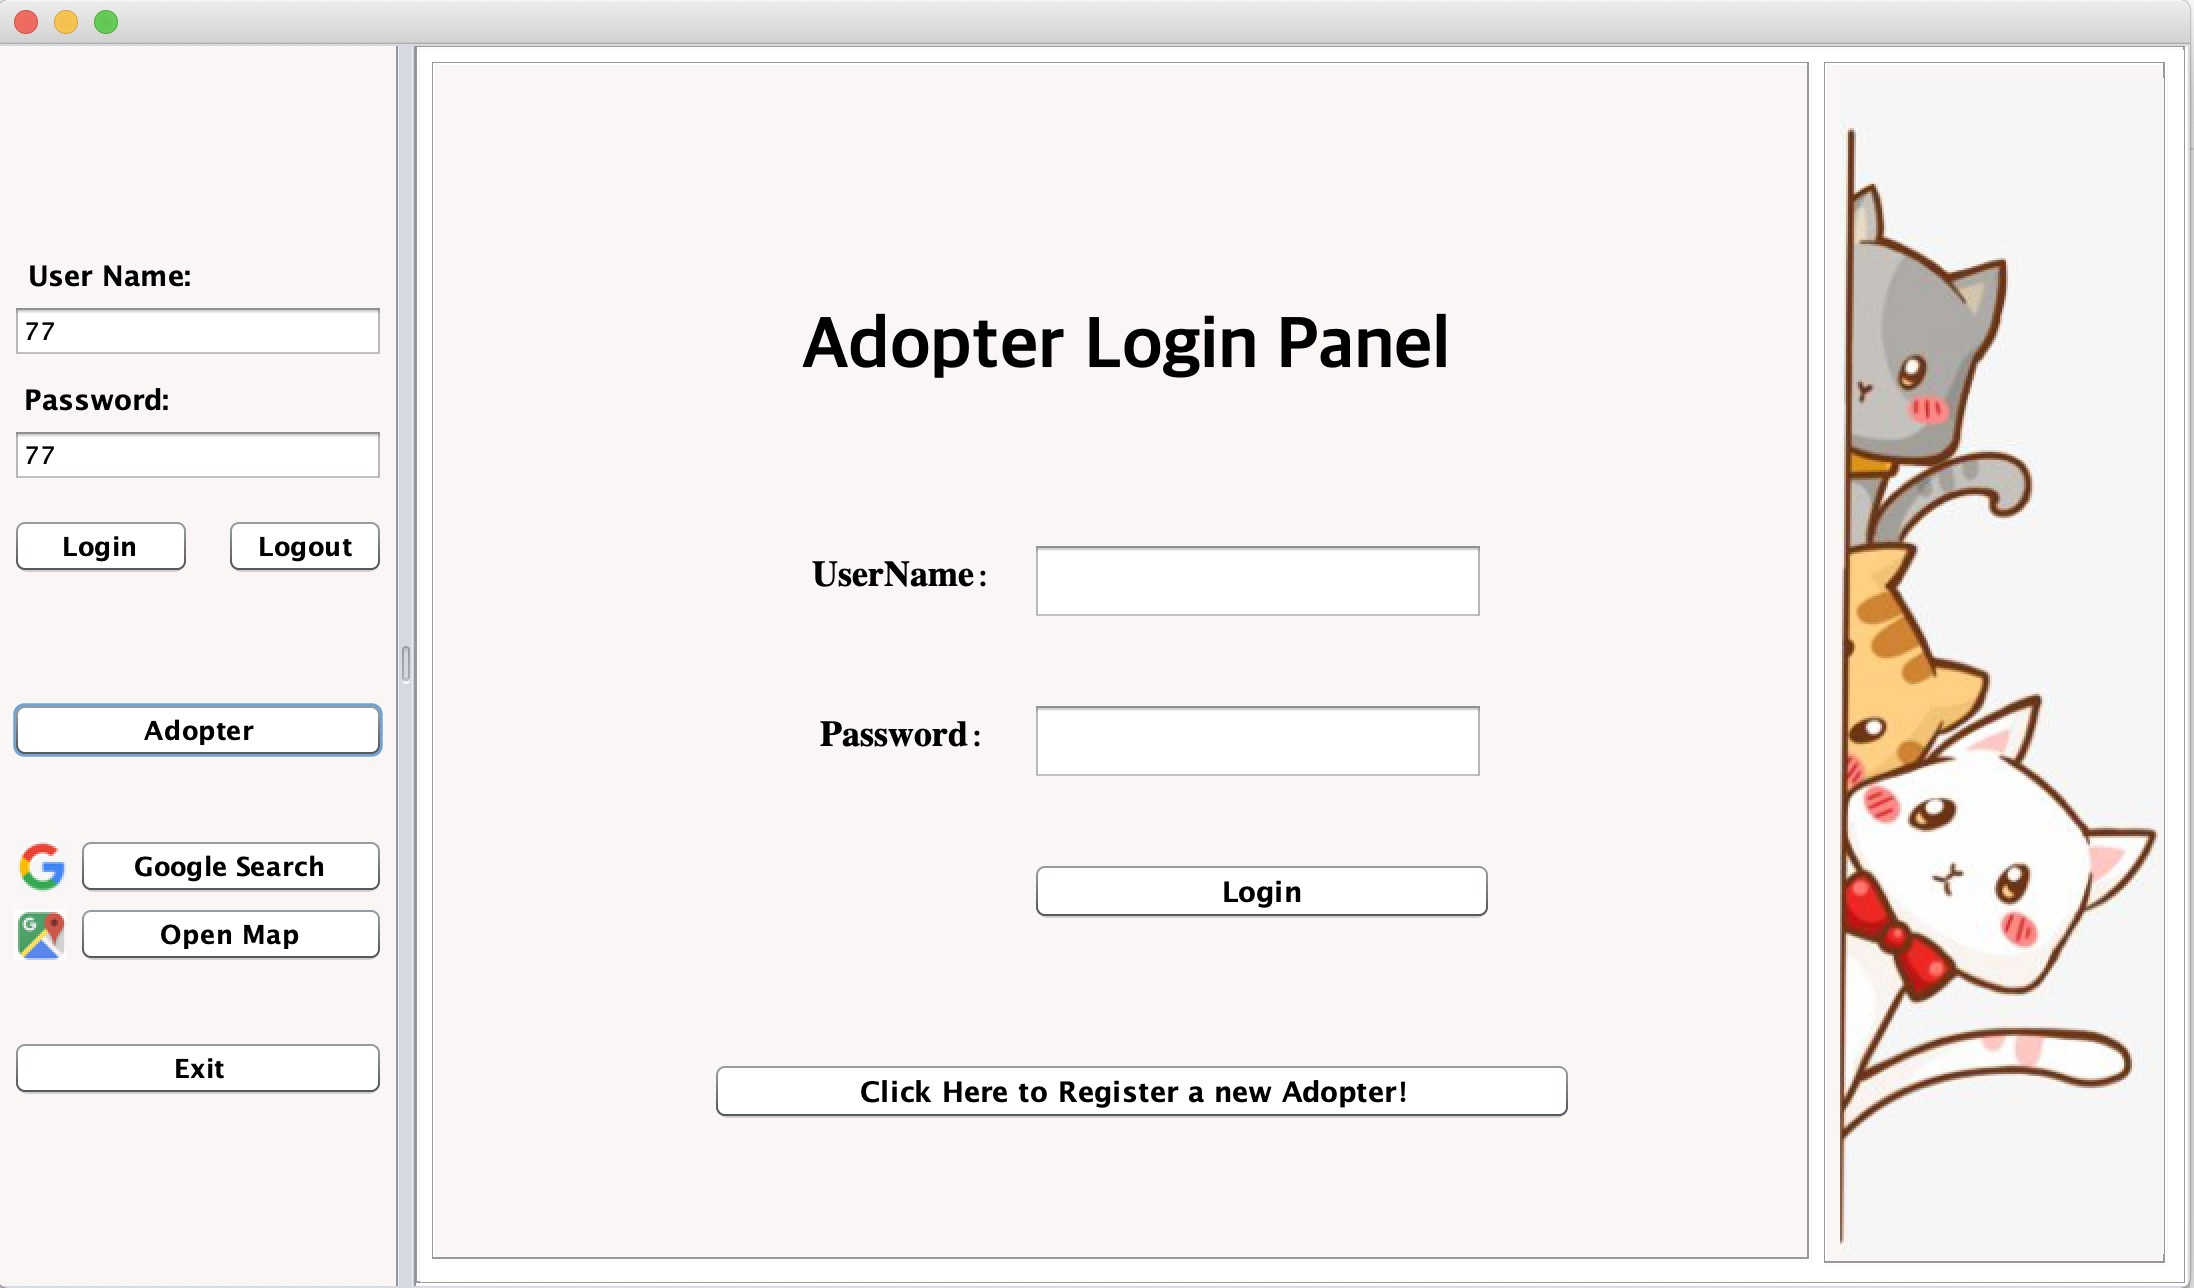 User Name:
77
Password:
77
Login
Logout
Adopter
Google Search
G
Open Map
Exit
Adopter Login Panel
UserName:
Password:
Login
Click Here to Register a new Adopter!